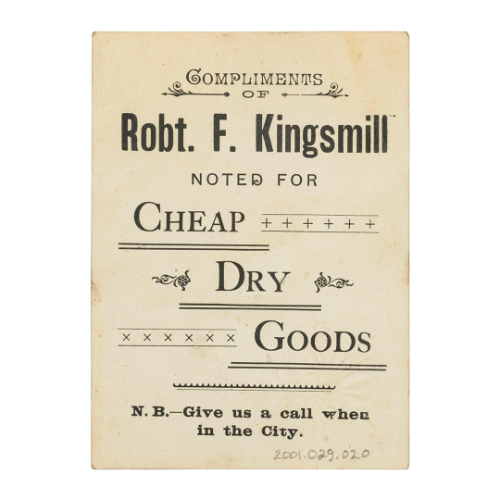 COMPLIMENTS
OF
Robt. F. Kingsmill
NOTED FOR
CHEAP
DRY
GOODS
N. B.—Give us a call when
in the City.
2001.029.020